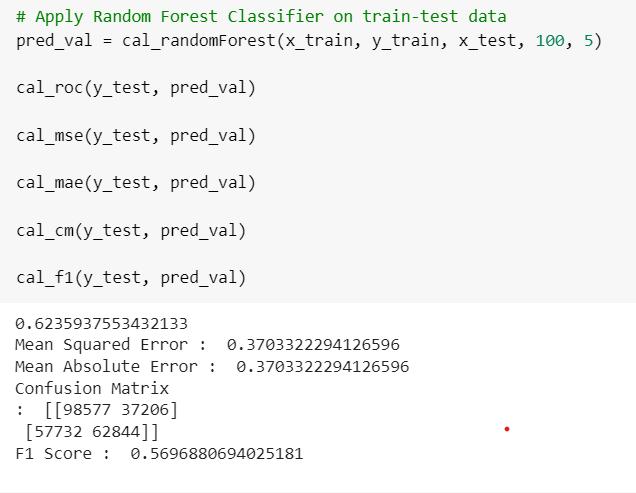 # Apply Random Forest Classifier on train-test data
pred_val = cal_randomForest(x_train, y_train, x_test, 100, 5)
cal_roc(y_test, pred_val)
cal_mse(y_test, pred_val)
cal_mae(y_test, pred_val)
cal_cm(y_test, pred_val)
cal_f1(y_test, pred_val)
0.6235937553432133
Mean Squared Error :  0.3703322294126596
Mean Absolute Error :  0.3703322294126596
Confusion Matrix
:  [[98577 37206]
 [57732 62844]]
F1 Score :  0.5696880694025181